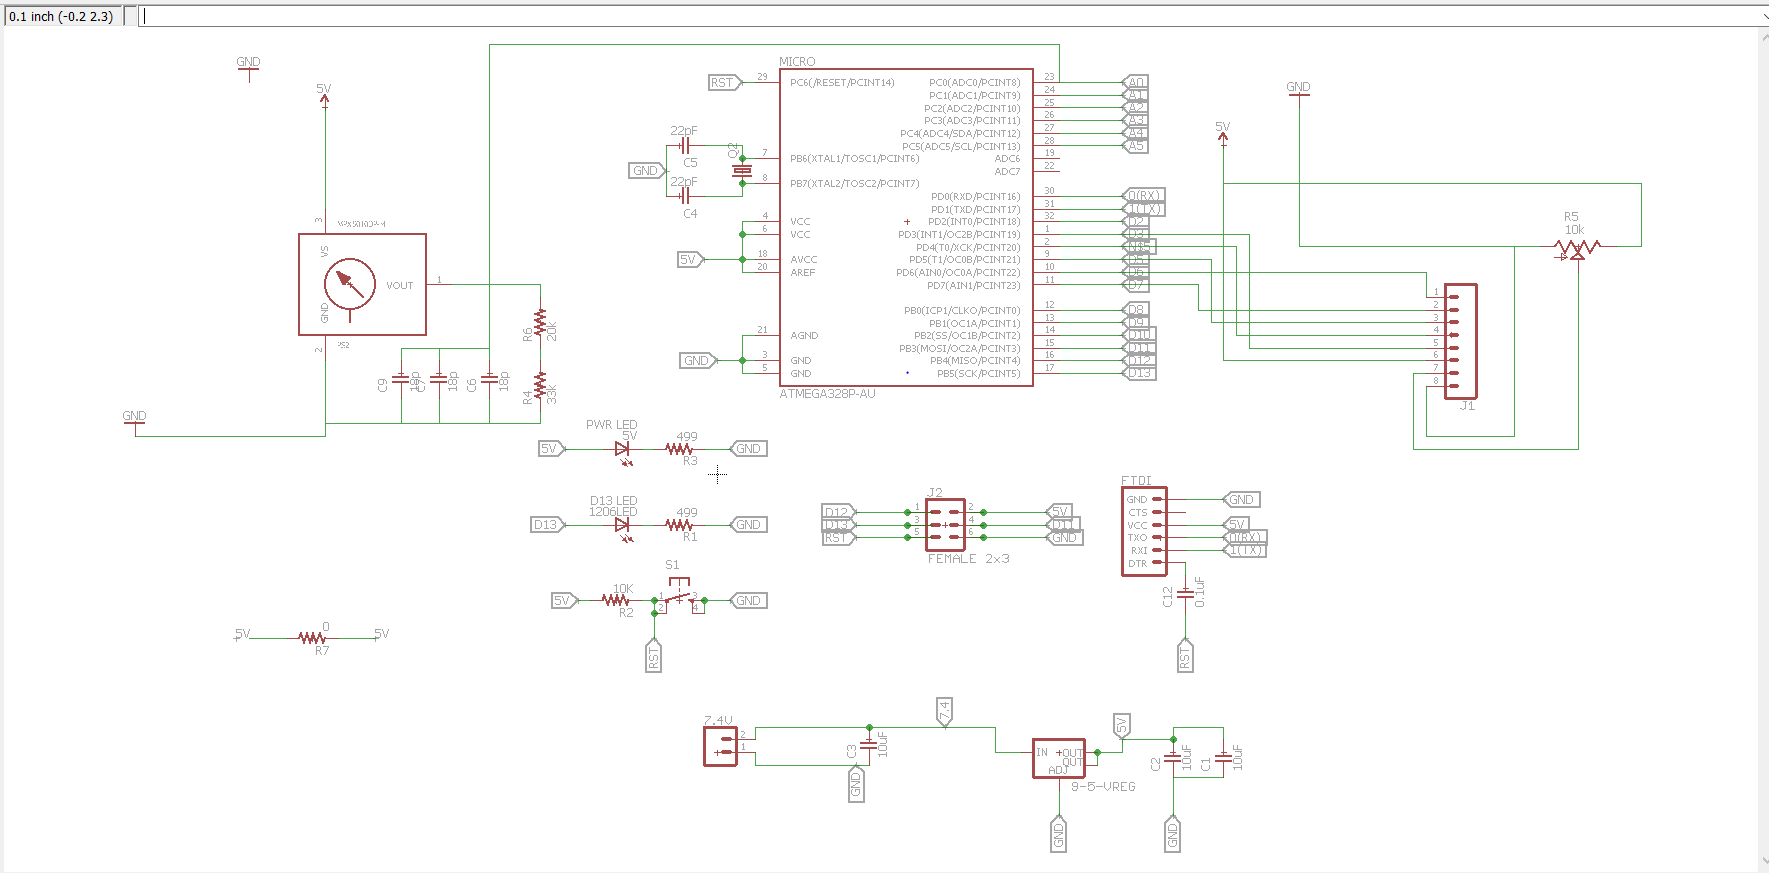 0.1 inch (-0.2 2.3)
GND
5V
3
VS
VOUT
1
GND
2
R6
20k
R4
33k
C9
18p
C7
18p
C6
18p
GND
MICRO
RST
29
PC6(/RESET/PCINT14)
22pF
C5
GND
22pF
C4
Q2
7
PB6(XTAL1/TOSC1/PCINT6)
8
PB7(XTAL2/TOSC2/PCINT7)
4
VCC
6
VCC
5V
18
AVCC
20
AREF
21
AGND
GND
3
GND
5
GND
ATMEGA328P-AU
PC0(ADC0/PCINT8)
23
A0
PC1(ADC1/PCINT9)
24
A1
PC2(ADC2/PCINT10)
25
A2
PC3(ADC3/PCINT11)
26
A3
PC4(ADC4/SDA/PCINT12)
27
A4
PC5(ADC5/SCL/PCINT13)
28
A5
ADC6
19
ADC7
22
PD0(RXD/PCINT16)
30
0(RX)
PD1(TXD/PCINT17)
31
1(TX)
PD2(INT0/PCINT18)
32
D2
PD3(INT1/OC2B/PCINT19)
1
D3
PD4(T0/XCK/PCINT20)
2
PD5(T1/OC0B/PCINT21)
9
D5
PD6(AIN0/OC0A/PCINT22)
10
D6
PD7(AIN1/PCINT23)
11
D7
PB0(ICP1/CLKO/PCINT0)
12
D8
PB1(OC1A/PCINT1)
13
D9
PB2(SS/OC1B/PCINT2)
14
D10
PB3(MOSI/OC2A/PCINT3)
15
D11
PB4(MISO/PCINT4)
16
D12
PB5(SCK/PCINT5)
17
D13
GND
5V
R5
10k
1
2
3
4
5
6
7
8
J1
PWR LED
5V
5V
499
R3
GND
D13 LED
1206LED
D13
499
R1
GND
S1
5V
10K
R2
1
2
3
4
GND
RST
5V
0
R7
5V
J2
D12
1
2
5V
D13
3
4
D11
RST
5
6
GND
FEMALE 2x3
FTDI
GND
GND
CTS
VCC
5V
TXO
0(RX)
RXI
1(TX)
DTR
C12
0.1uF
RST
7.4V
2
1
C3
10uF
GND
7.4
IN
+OUT
OUT
ADJ
9-5-VREG
GND
5V
C2
10uF
C1
10uF
GND